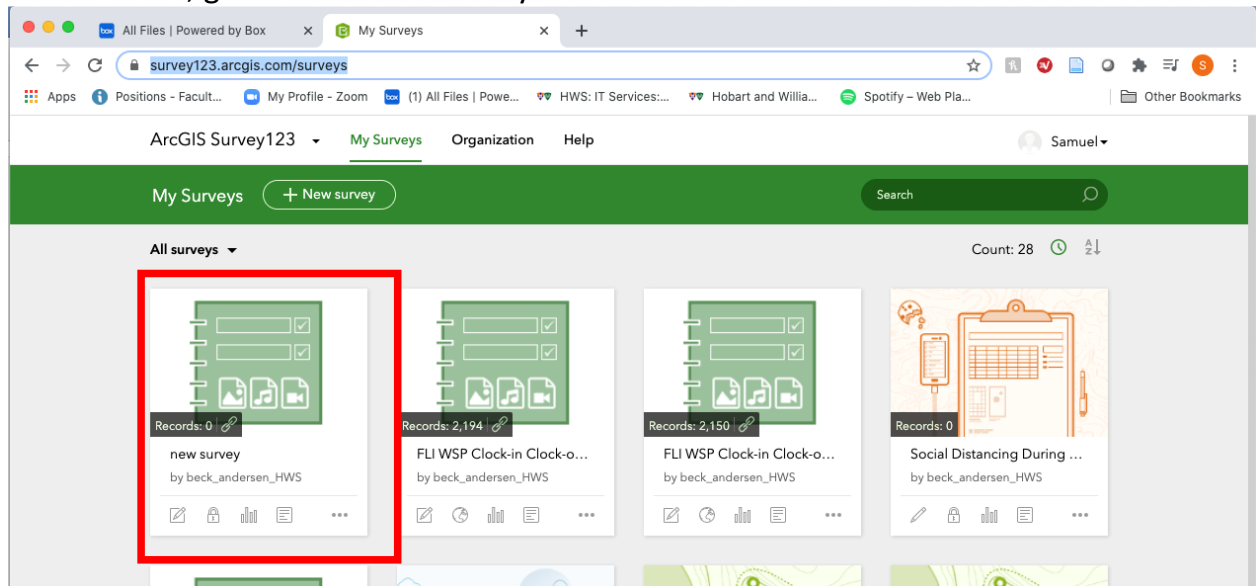 All Files | Powered by Box × My Surveys × +
survey123.arcgis.com/surveys
Apps Positions - Facult... My Profile - Zoom (1) All Files | Powe... HWS: IT Services:... Hobart and Willia... Spotify – Web Pla... Other Bookmarks
ArcGIS Survey123 My Surveys Organization Help Samuel
My Surveys + New survey Search
All surveys Count: 28
Records: 0 Records: 2,194 Records: 2,150 Records: 0
new survey FLI WSP Clock-in Clock-o... FLI WSP Clock-in Clock-o... Social Distancing During ...
by beck_andersen_HWS by beck_andersen_HWS by beck_andersen_HWS by beck_andersen_HWS